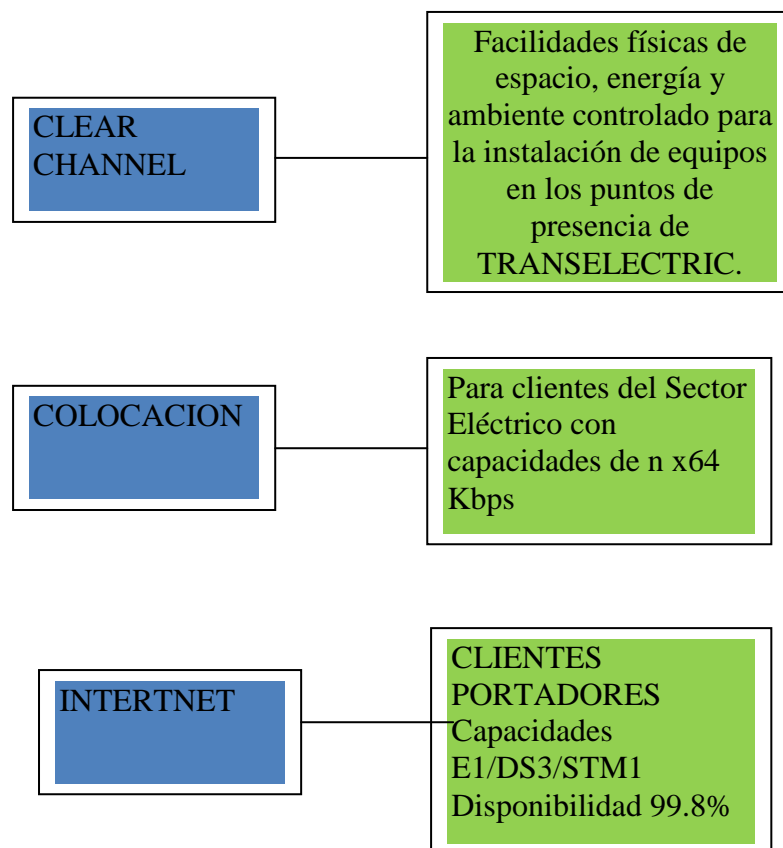 CLEAR
CHANNEL
Facilidades físicas de
espacio, energía y
ambiente controlado para
la instalación de equipos
en los puntos de
presencia de
TRANSELECTRIC.
COLOCACION
Para clientes del Sector
Eléctrico con
capacidades de n x64
Kbps
INTERTNET
CLIENTES
PORTADORES
Capacidades
E1/DS3/STM1
Disponibilidad 99.8%